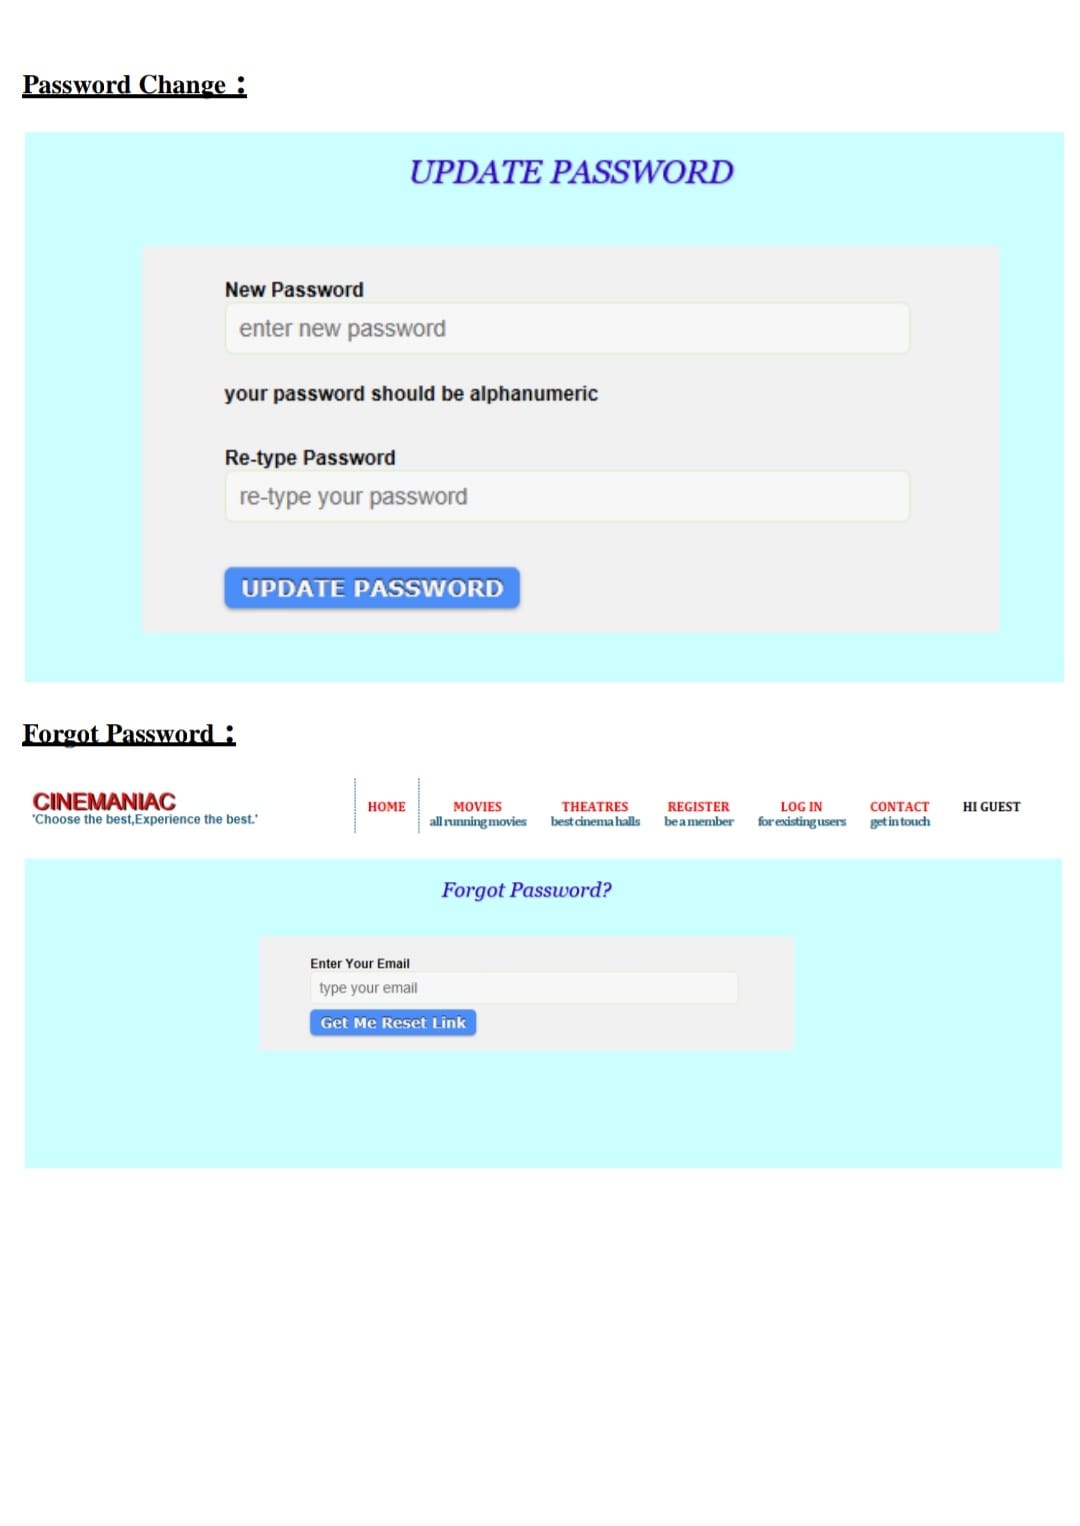 Password Change :
UPDATE PASSWORD
New Password
enter new password
your password should be alphanumeric
Re-type Password
re-type your password
UPDATE PASSWORD
Forgot Password :
CINEMANIAC
'Choose the best,Experience the best.'
HOME MOVIES THEATRES REGISTER LOG IN CONTACT HI GUEST
all running movies best cinema halls be a member for existing users get in touch
Forgot Password?
Enter Your Email
type your email
Get Me Reset Link